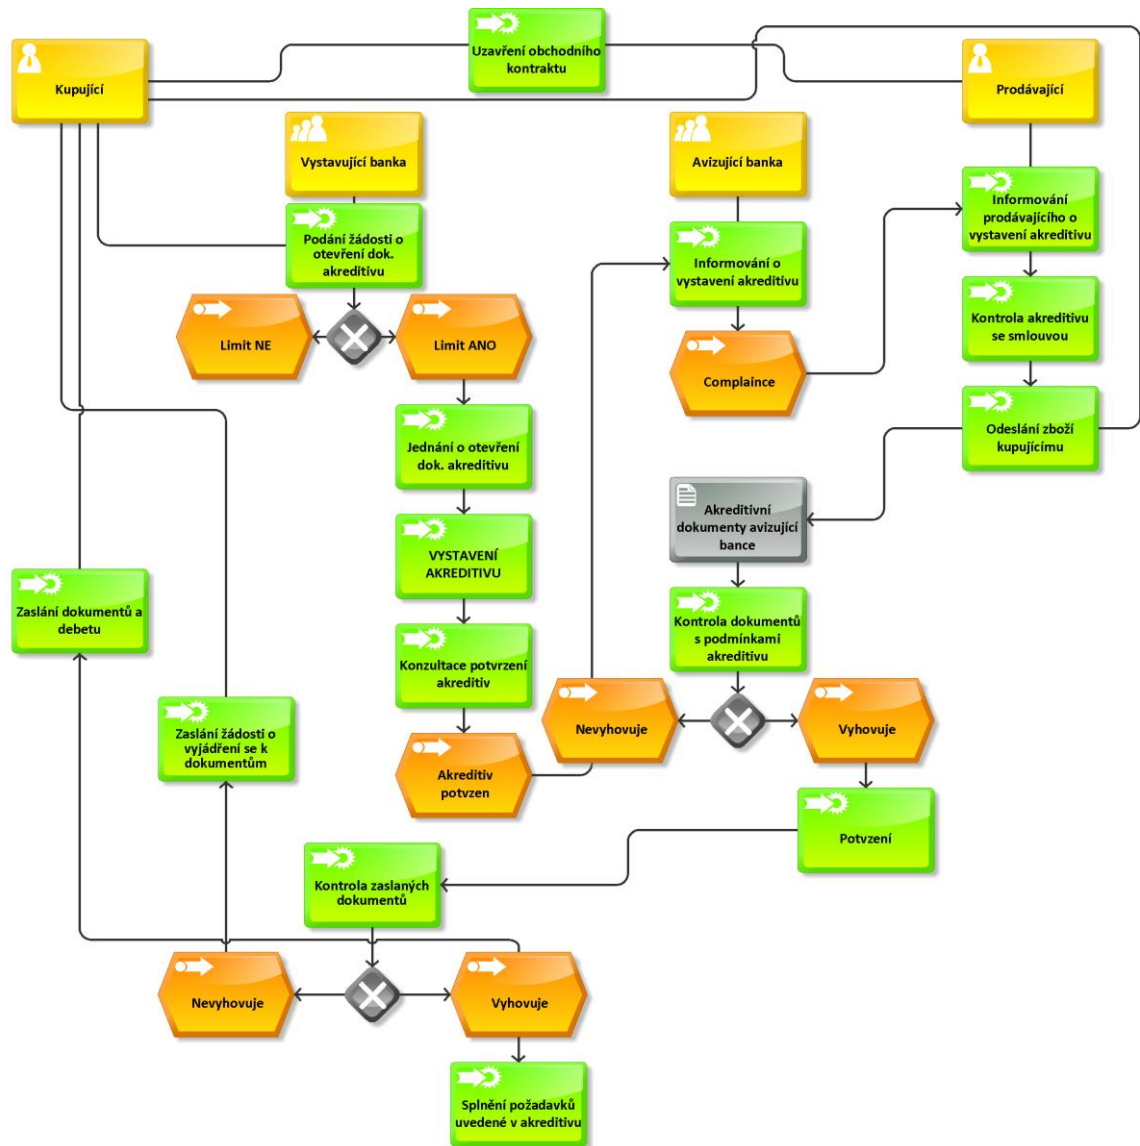 Uzavření obchodního
kontraktu
Kupující
Prodávající
Vystavující banka
Avizující banka
Informování
prodávajícího o
vystavení akreditivu
Podání žádosti o
otevření dok.
akreditivu
Informování o
vystavení akreditivu
Limit NE
Limit ANO
Kontrola akreditivu
se smlouvou
Complaince
Jednání o otevření
dok. akreditivu
Odeslání zboží
kupujícímu
Akreditivní
dokumenty avizující
bance
VYSTAVENÍ
AKREDITIVU
Zaslání dokumentů a
debetu
Kontrola dokumentů
s podmínkami
akreditivu
Konzultace potvrzení
akreditiv
Zaslání žádosti o
vyjádření se k
dokumentům
Nevyhovuje
Vyhovuje
Akreditiv
potvzen
Potvzení
Kontrola zaslaných
dokumentů
Nevyhovuje
Vyhovuje
Splnění požadavků
uvedené v akreditivu